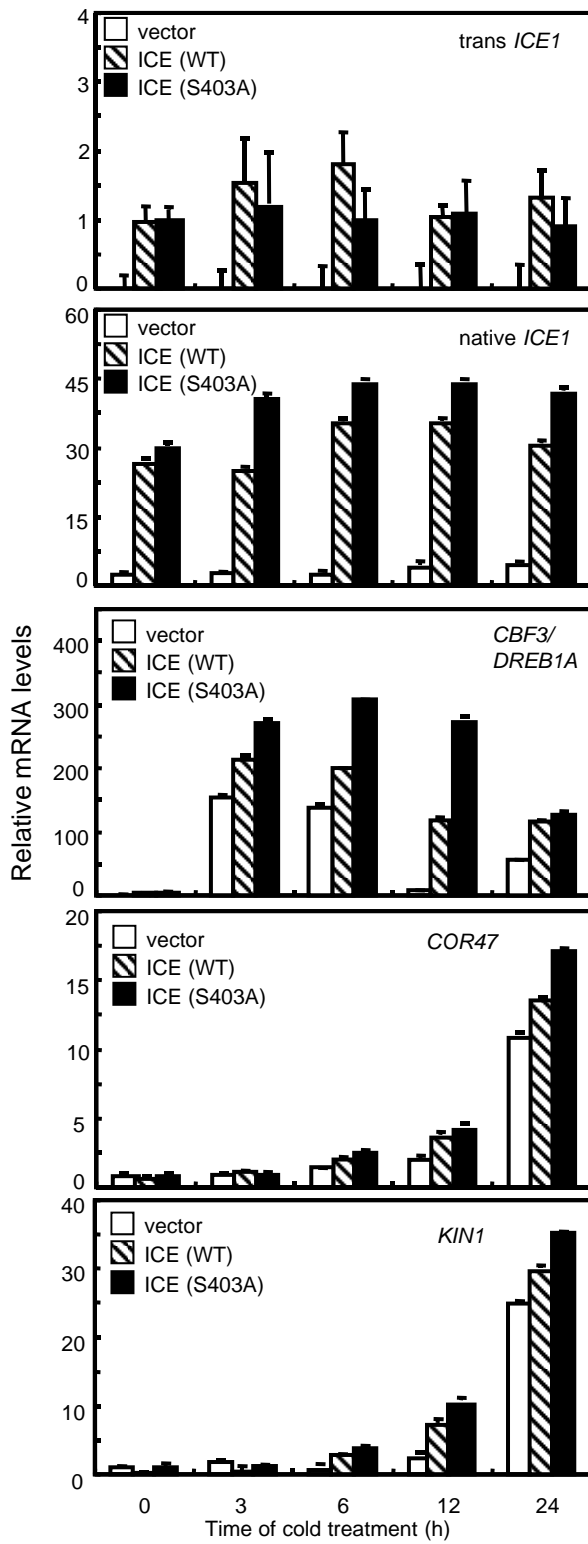 4
vector
trans ICE1
ICE (WT)
3
ICE (S403A)
2
1
0
60
vector
native ICE1
ICE (WT)
45
ICE (S403A)
30
15
0
Relative mRNA levels
400
vector
CBF3/
DREB1A
ICE (WT)
300
ICE (S403A)
200
100
0
20
vector
COR47
ICE (WT)
15
ICE (S403A)
10
5
0
40
vector
KIN1
ICE (WT)
30
ICE (S403A)
20
10
0
0 3 6 12 24
Time of cold treatment (h)